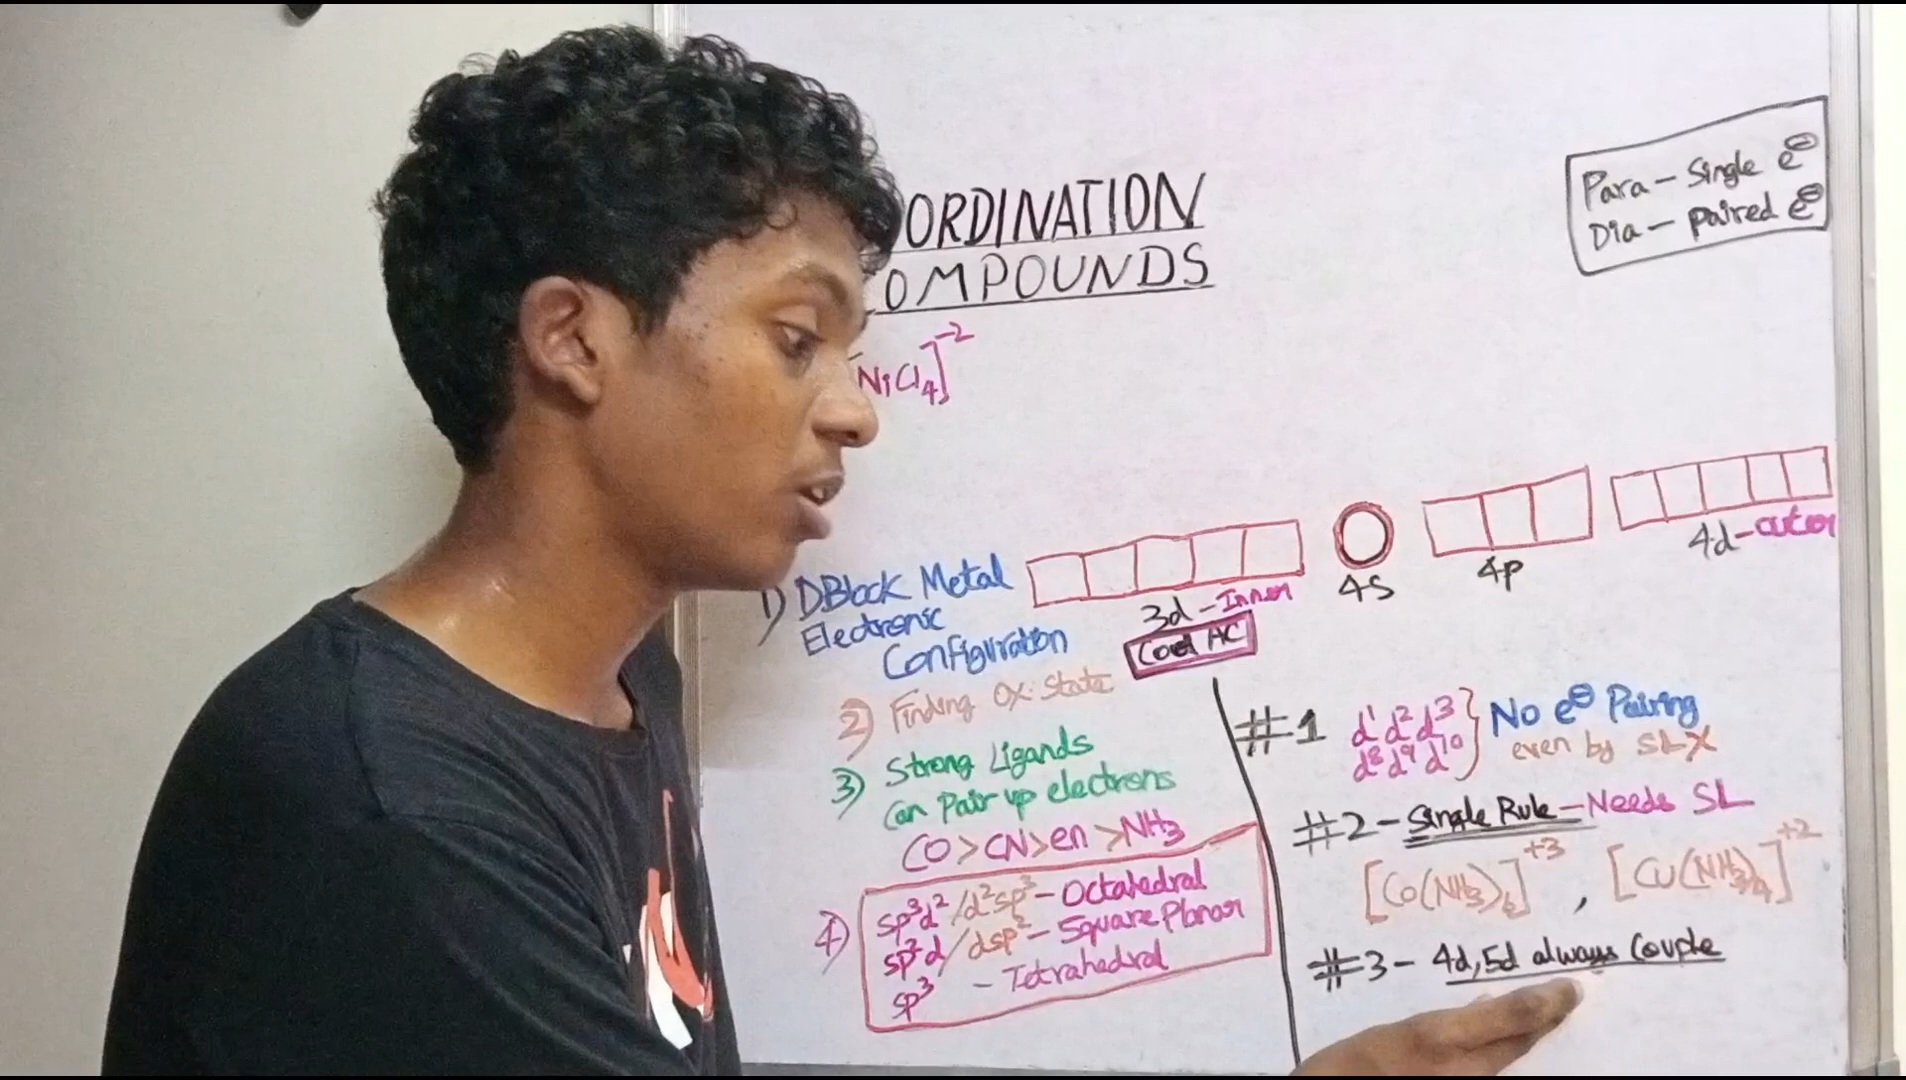 ORDINATION
COMPOUNDS
Para - Single e⊖
Dia - paired e⊖
[NiCl4]-2
3d - Inner
4s
4p
4d - outer
Cool AC
1) DBlock Metal
Electronic
Configuration
2) Finding Ox. State
3) Strong Ligands
can Pair up electrons
CO > CN > en > NH3
4) sp3d2/d2sp3 - Octahedral
sp2d/dsp2 - Square Planar
sp3 - Tetrahedral
#1 d1 d2 d3 } No e⊖ Pairing
d8 d9 d10 even by SL X
#2 - Single Rule - Needs SL
[Co(NH3)6]+3 , [Cu(NH3)4]+2
#3 - 4d, 5d always Couple